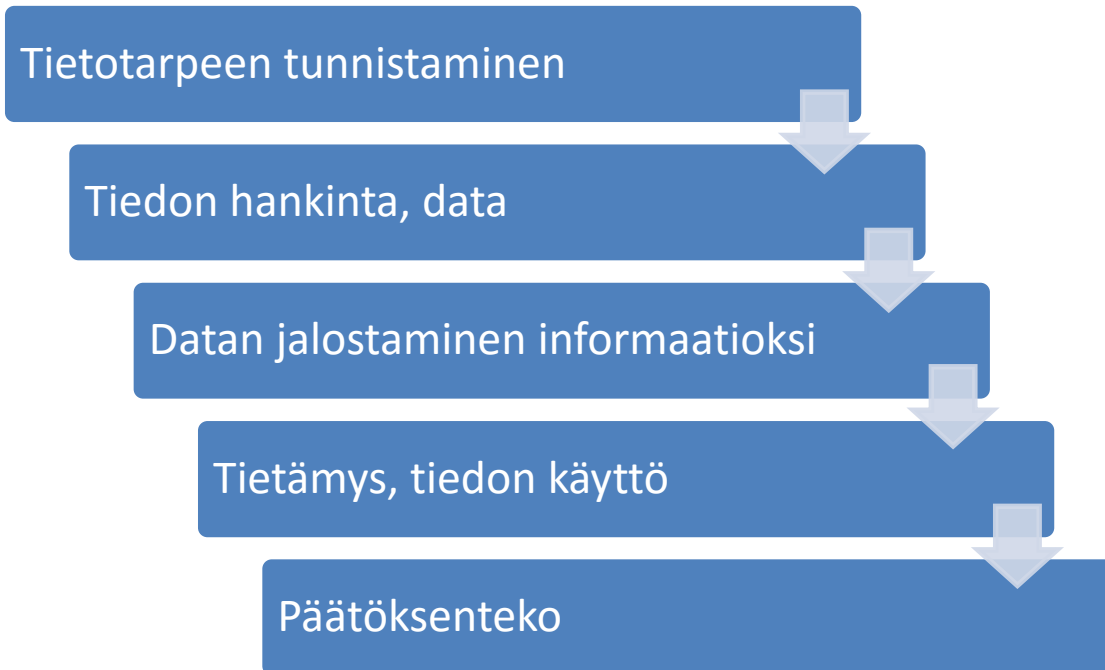 Tietotarpeen tunnistaminen
Tiedon hankinta, data
Datan jalostaminen informaatioksi
Tietämys, tiedon käyttö
Päätöksenteko